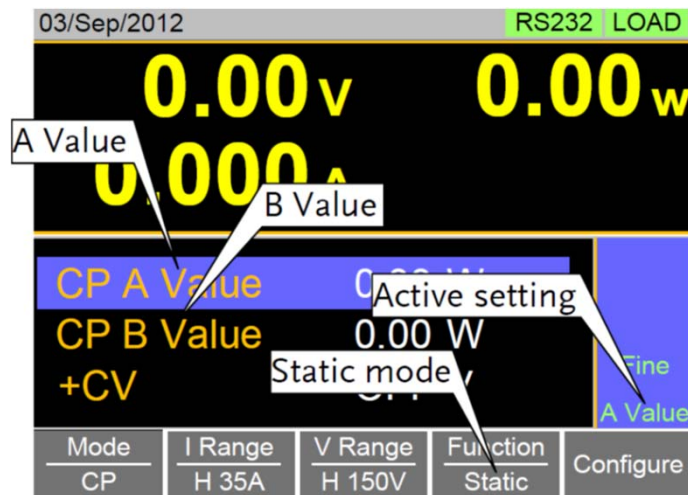 03/Sep/2012 RS232 LOAD
0.00 V 0.00 W
A Value
B Value
CP A Value
Active setting
CP B Value 0.00 W
Static mode
+CV
Fine
A Value
Mode I Range V Range Function Configure
CP H 35A H 150V Static